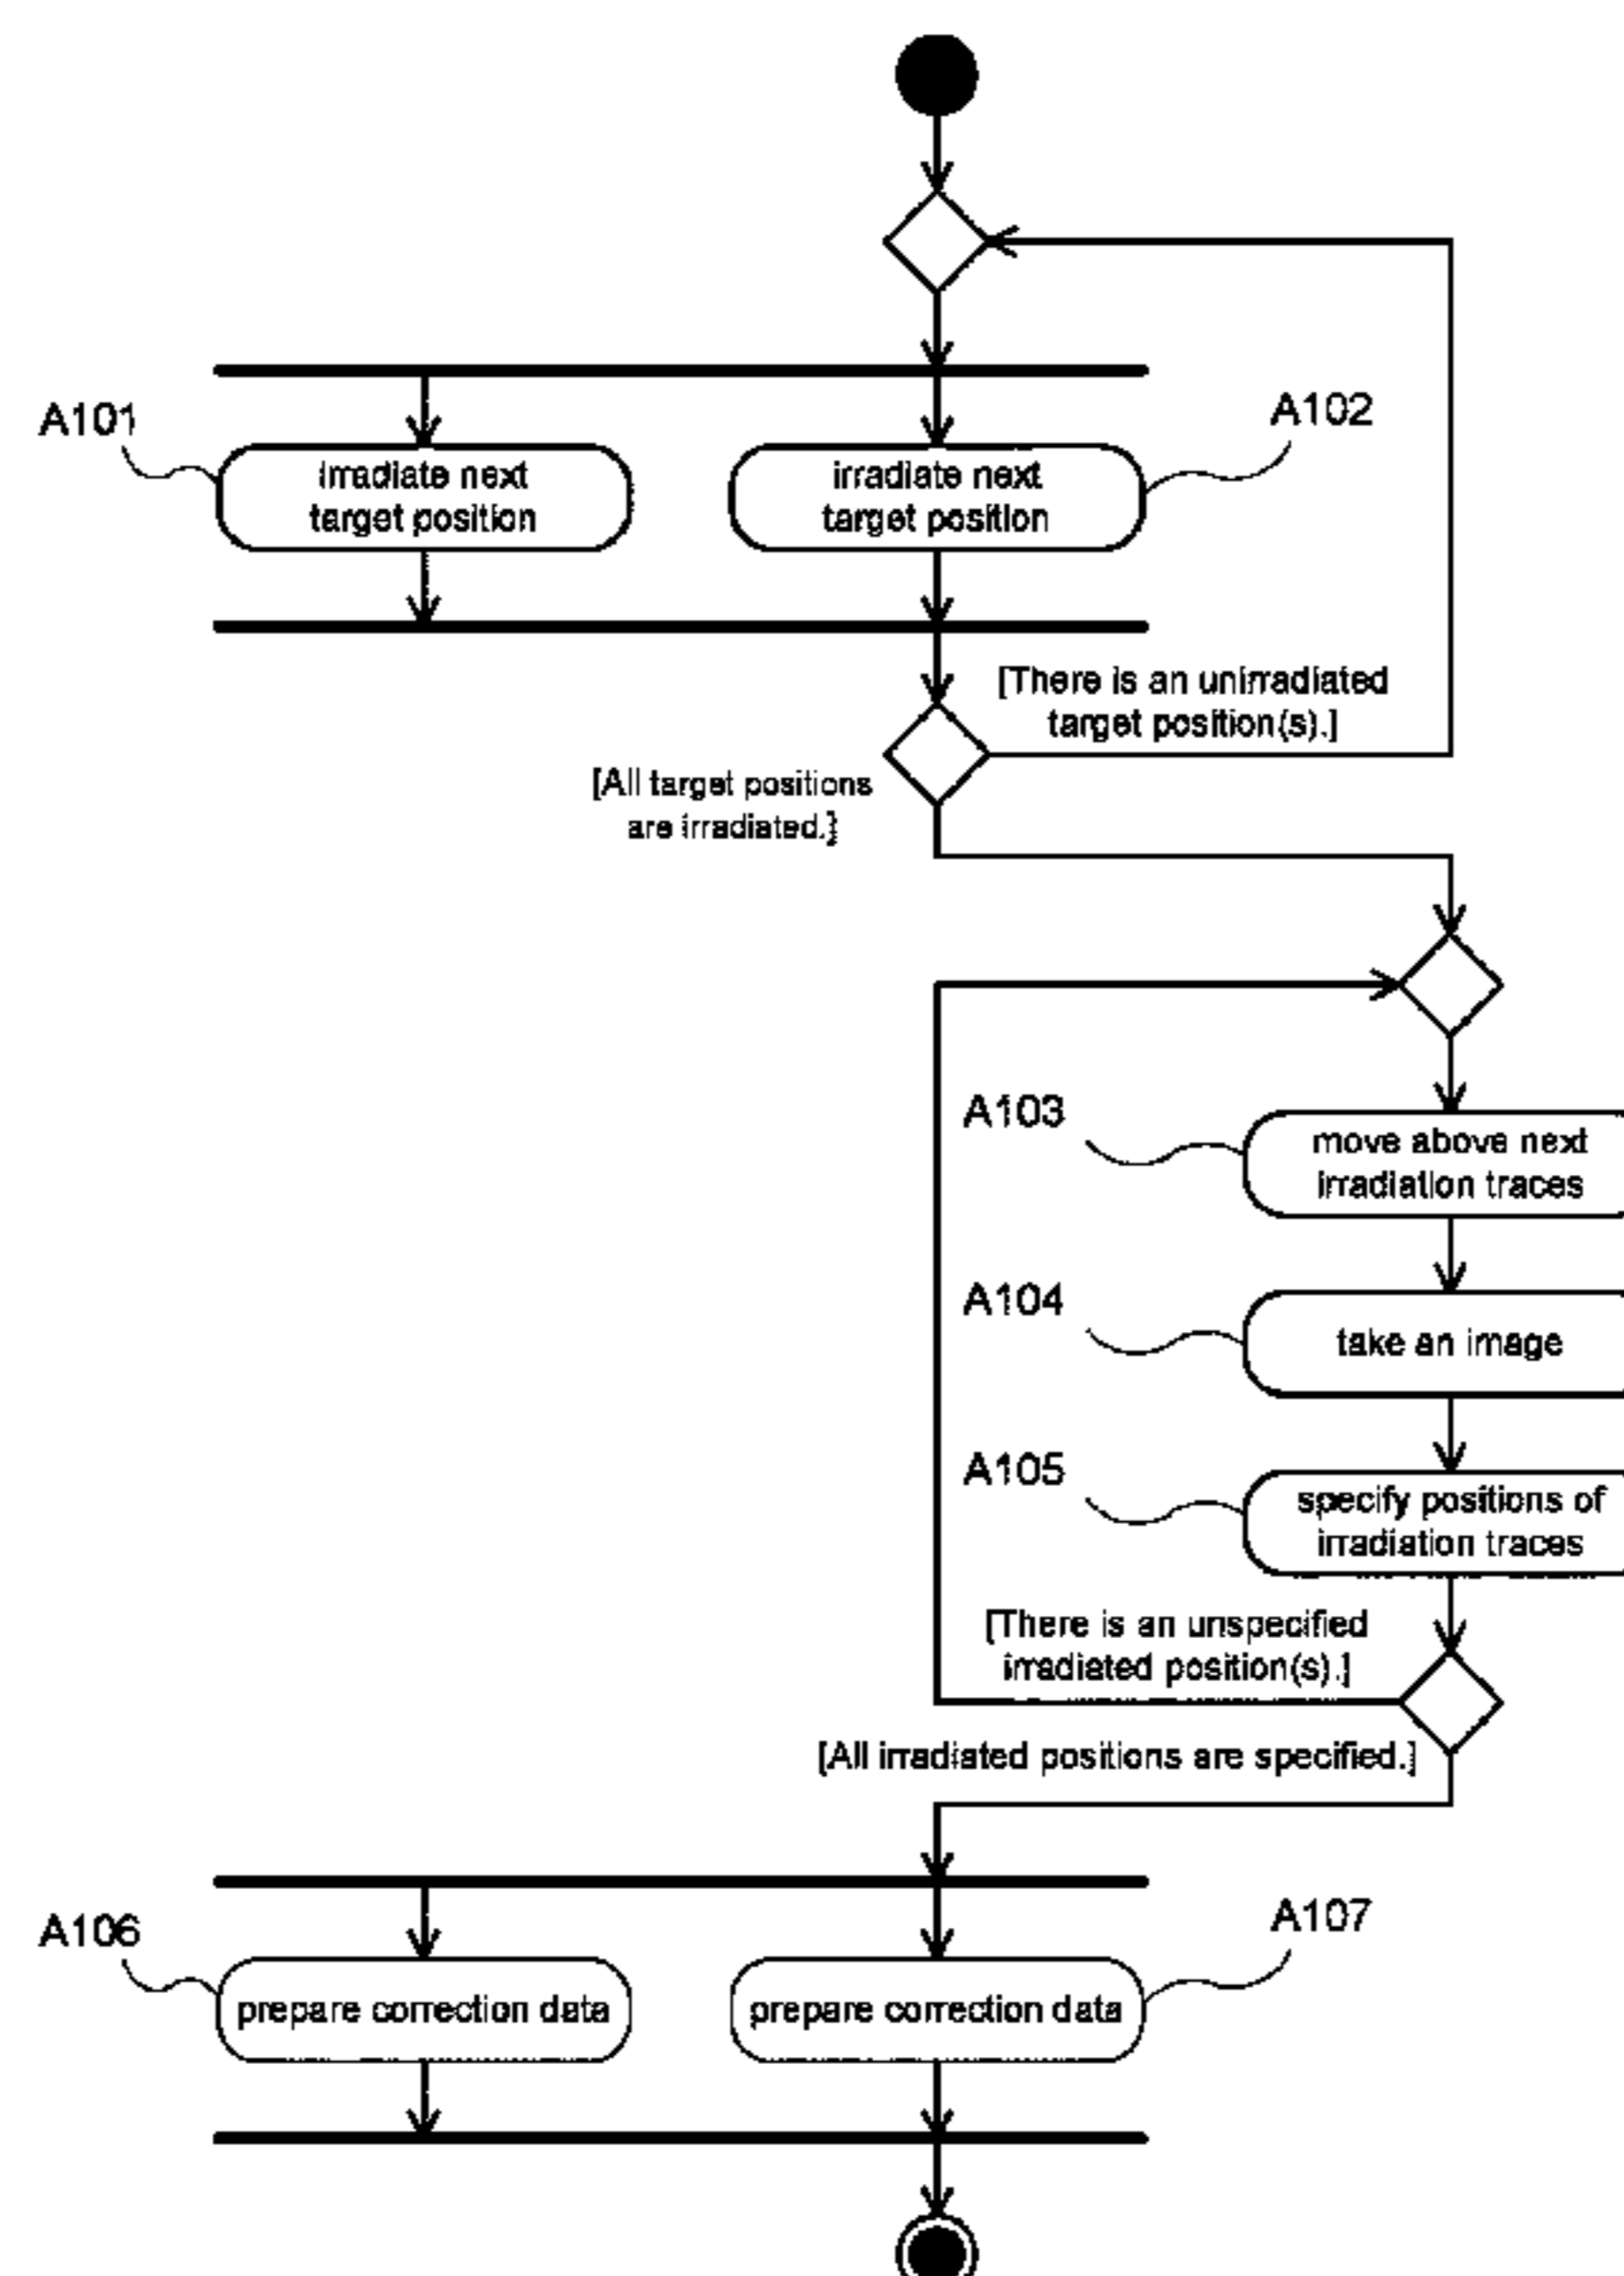 A101
A102
irradiate next
target position
irradiate next
target position
[There is an unirradiated
target position(s).]
[All target positions
are irradiated.]
A103
move above next
irradiation traces
A104
take an image
A105
specify positions of
irradiation traces
[There is an unspecified
irradiated position(s).]
[All irradiated positions are specified.]
A106
A107
prepare correction data
prepare correction data